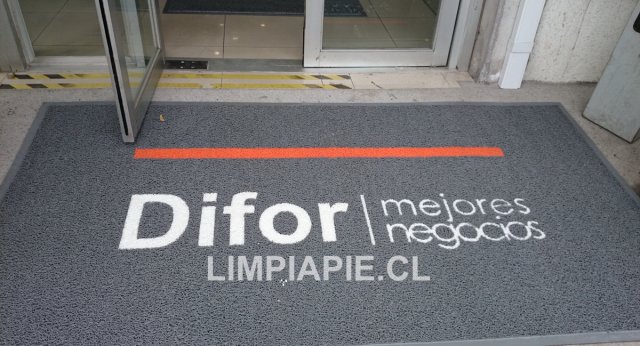 Difor
mejores
negocios
LIMPIAPIE.CL